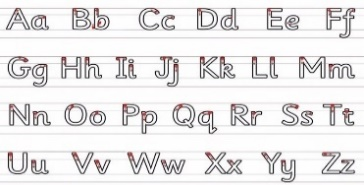 Aa Bb Cc Dd Ee Ff
Gg Hh Ii Jj Kk Ll Mm
Nn Oo Pp Qq Rr Ss Tt
Uu Vv Ww Xx Yy Zz